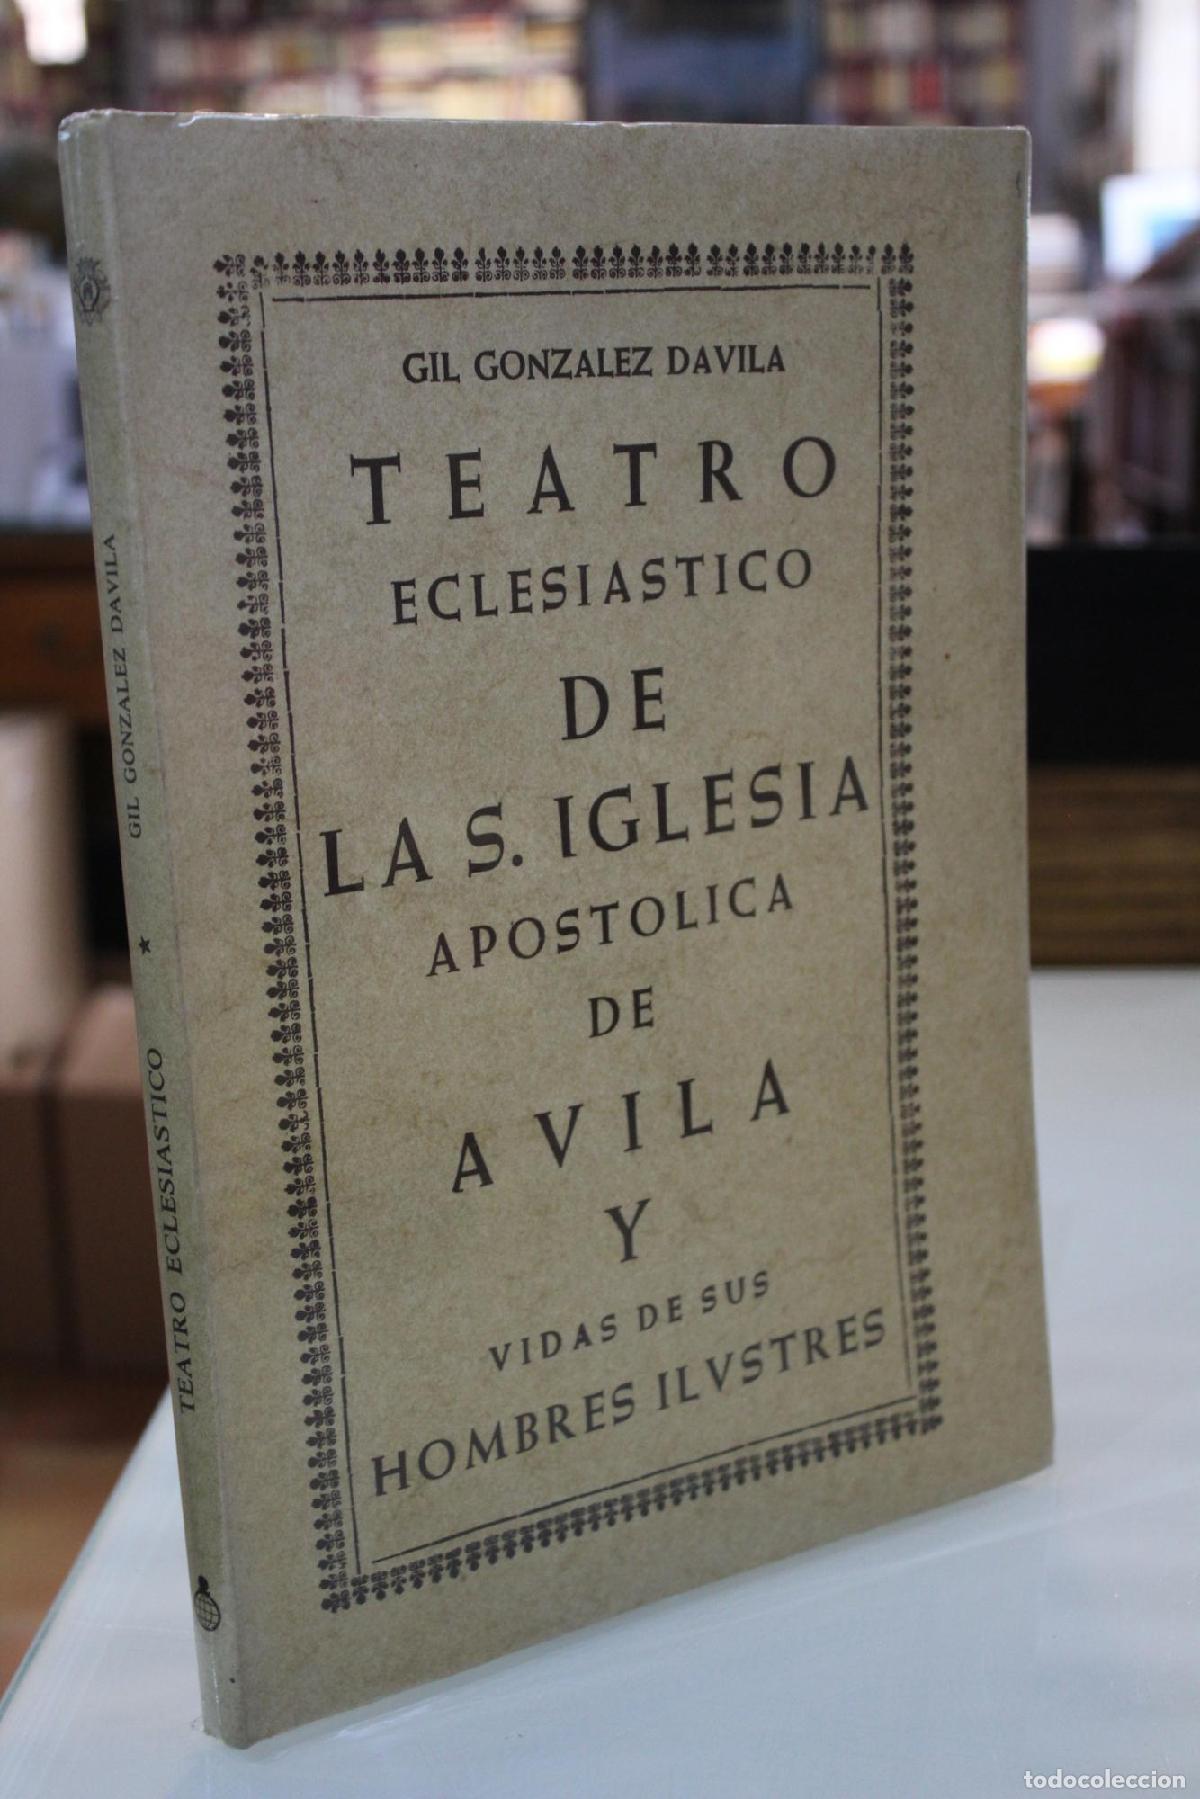 GIL GONZALEZ DAVILA
TEATRO
ECLESIASTICO
DE
LA S. IGLESIA
APOSTOLICA
DE
AVILA
Y
VIDAS DE SUS
HOMBRES ILVSTRES
TEATRO ECLESIASTICO ★ GIL GONZALEZ DAVILA
todocoleccion